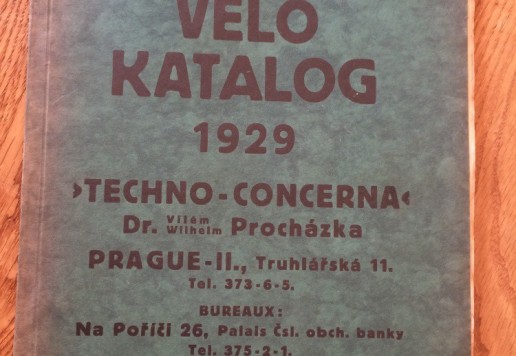 VELO
KATALOG
1929
›TECHNO-CONCERNA‹
Dr. Vilém Wilhelm Procházka
PRAGUE-II., Truhlářská 11.
Tel. 373-6-5.
BUREAUX:
Na Poříčí 26, Palais Čsl. obch. banky
Tel. 375-2-1.